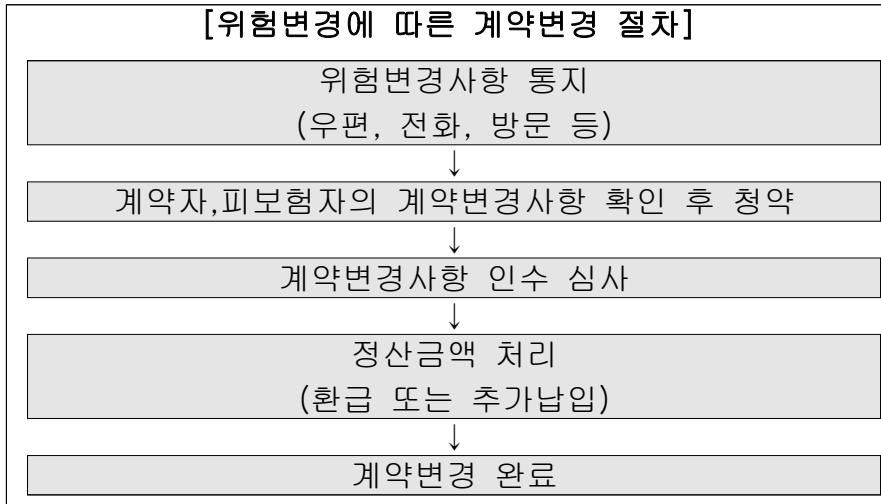 [위험변경에 따른 계약변경 절차]
위험변경사항 통지
(우편, 전화, 방문 등)
↓
계약자,피보험자의 계약변경사항 확인 후 청약
↓
계약변경사항 인수 심사
↓
정산금액 처리
(환급 또는 추가납입)
↓
계약변경 완료